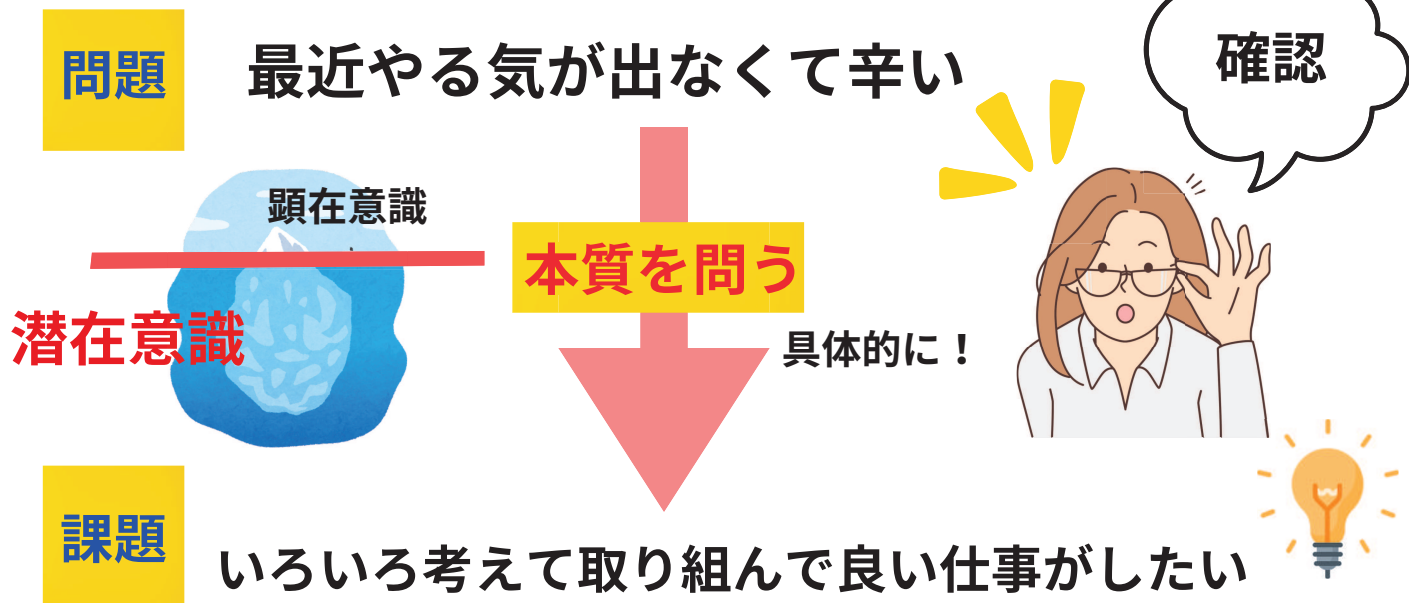 問題
最近やる気が出なくて辛い
確認
顕在意識
本質を問う
潜在意識
具体的に！
課題
いろいろ考えて取り組んで良い仕事がしたい